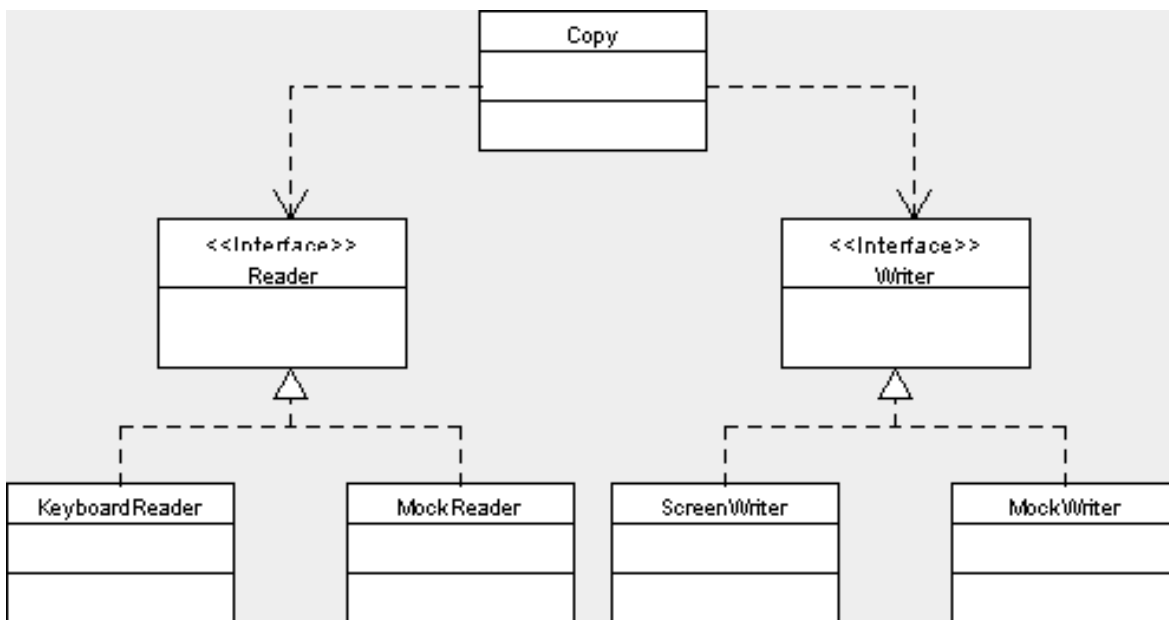 Copy
<<Interface>>
Reader
<<Interface>>
Writer
KeyboardReader
MockReader
ScreenWriter
MockWriter